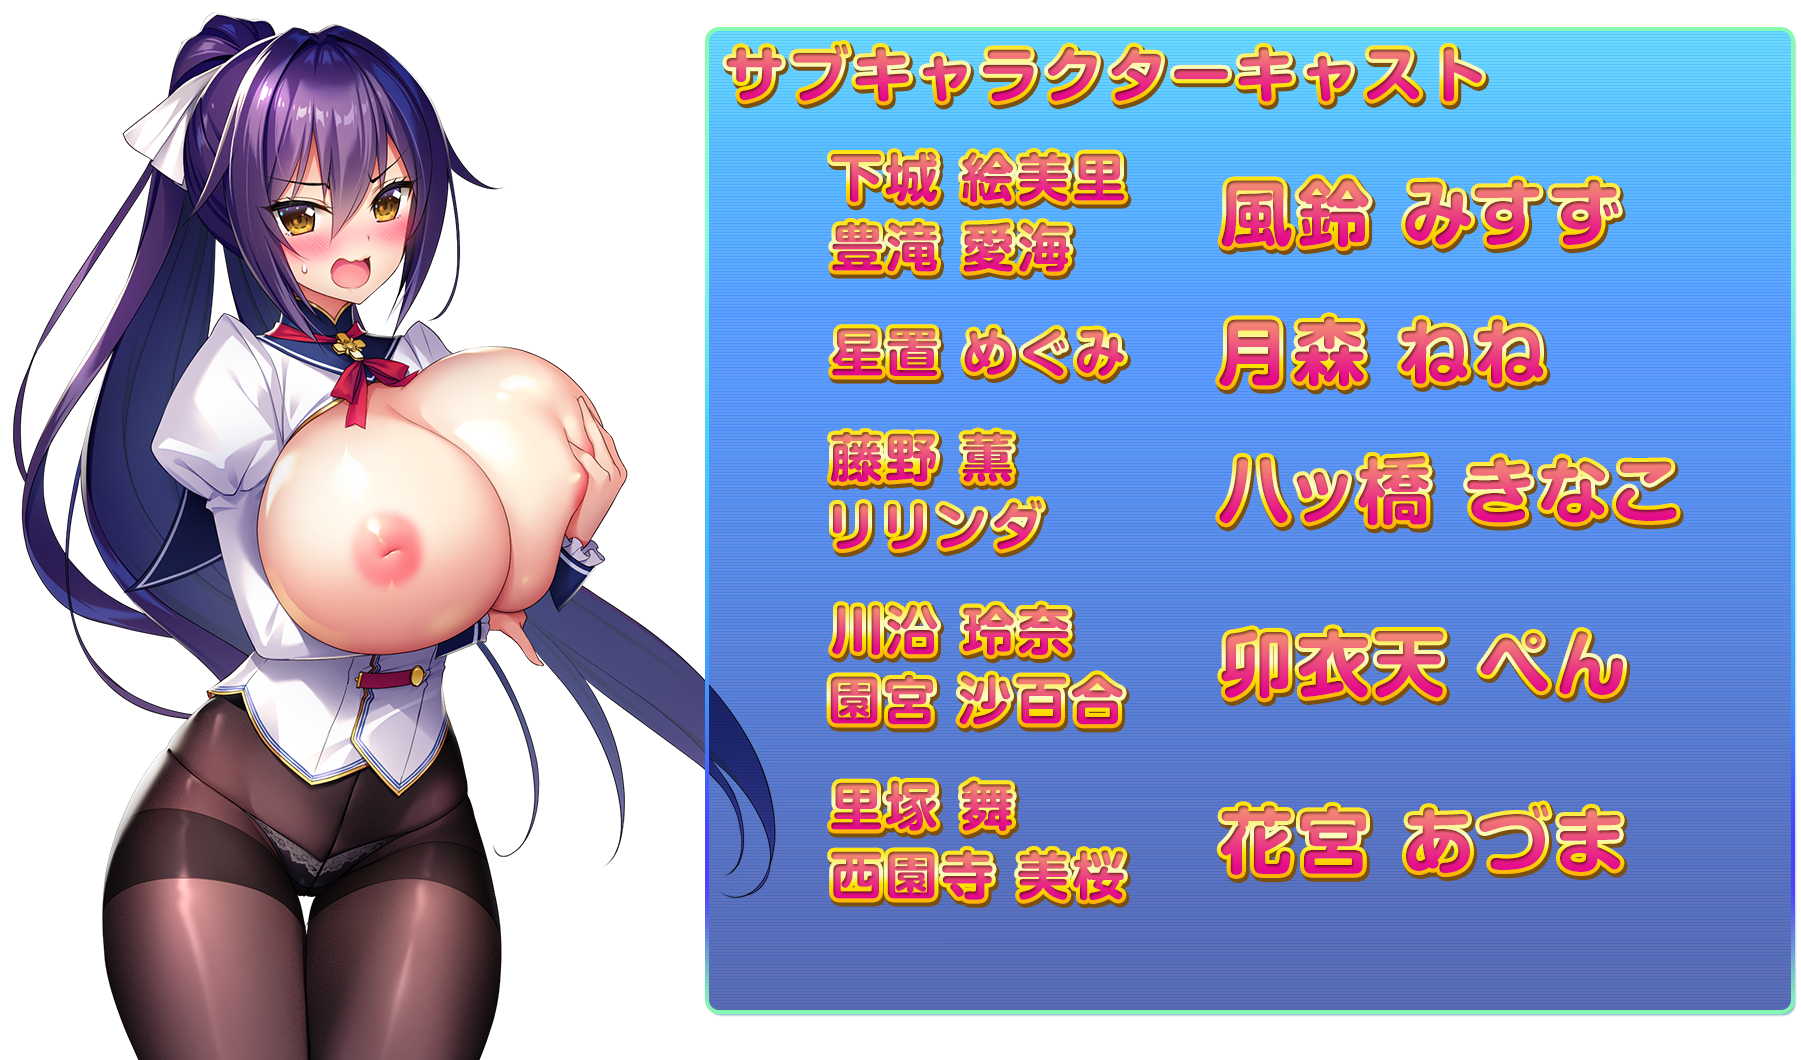 サブキャラクターキャスト
下城 絵美里
豊滝 愛海
風鈴 みすず
星置 めぐみ
月森 ねね
藤野 薫
リリンダ
八ッ橋 きなこ
川沿 玲奈
園宮 沙百合
卯衣天 ぺん
里塚 舞
西園寺 美桜
花宮 あづま